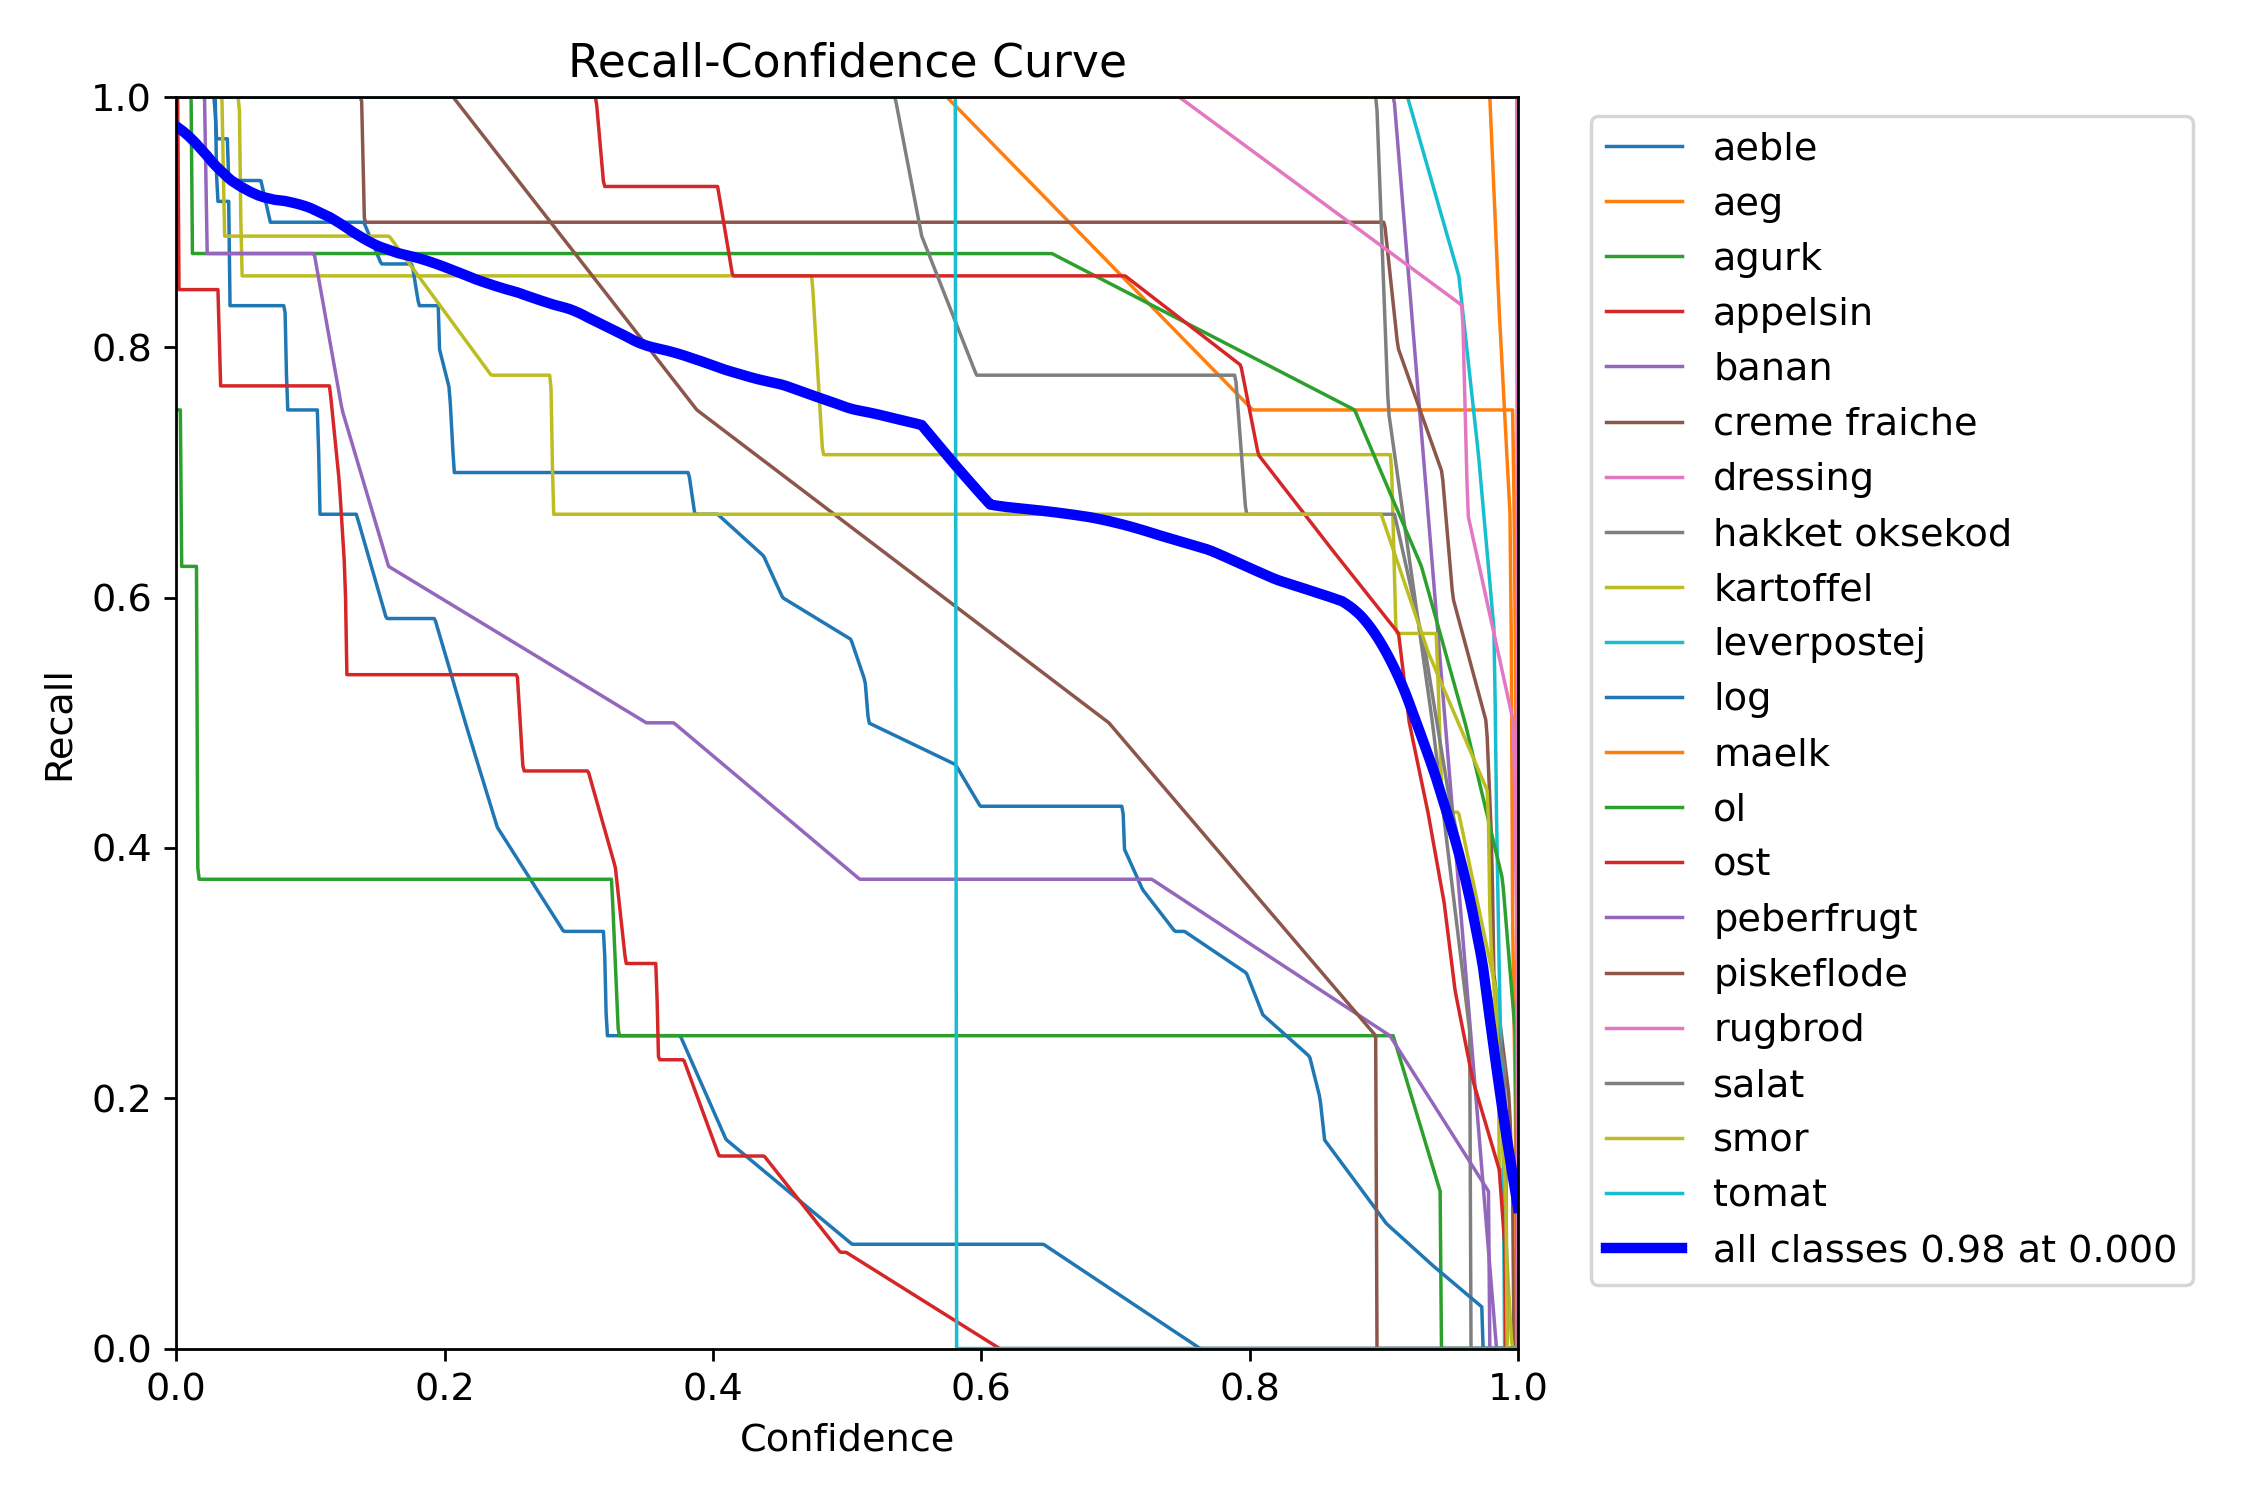 Recall-Confidence Curve
1.0
0.8
0.6
0.4
0.2
0.0
Recall
0.0 0.2 0.4 0.6 0.8 1.0
Confidence
aeble
aeg
agurk
appelsin
banan
creme fraiche
dressing
hakket oksekod
kartoffel
leverpostej
log
maelk
ol
ost
peberfrugt
piskeflode
rugbrod
salat
smor
tomat
all classes 0.98 at 0.000